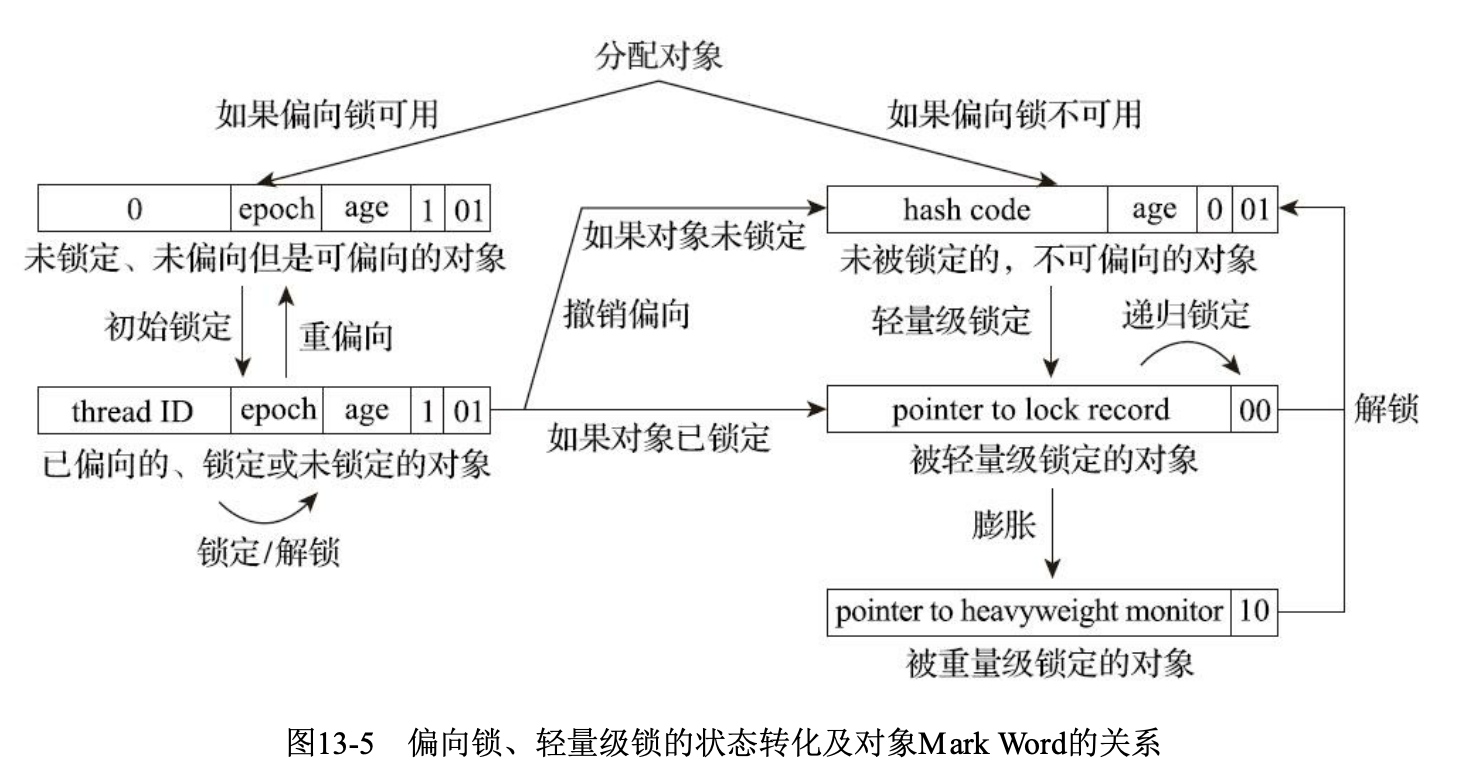 分配对象
如果偏向锁可用
如果偏向锁不可用
0 epoch age 1 01
hash code age 0 01
未锁定、未偏向但是可偏向的对象
如果对象未锁定
未被锁定的，不可偏向的对象
初始锁定
重偏向
撤销偏向
轻量级锁定
递归锁定
thread ID epoch age 1 01
pointer to lock record 00
解锁
已偏向的、锁定或未锁定的对象
如果对象已锁定
被轻量级锁定的对象
锁定/解锁
膨胀
pointer to heavyweight monitor 10
被重量级锁定的对象
图13-5 偏向锁、轻量级锁的状态转化及对象Mark Word的关系